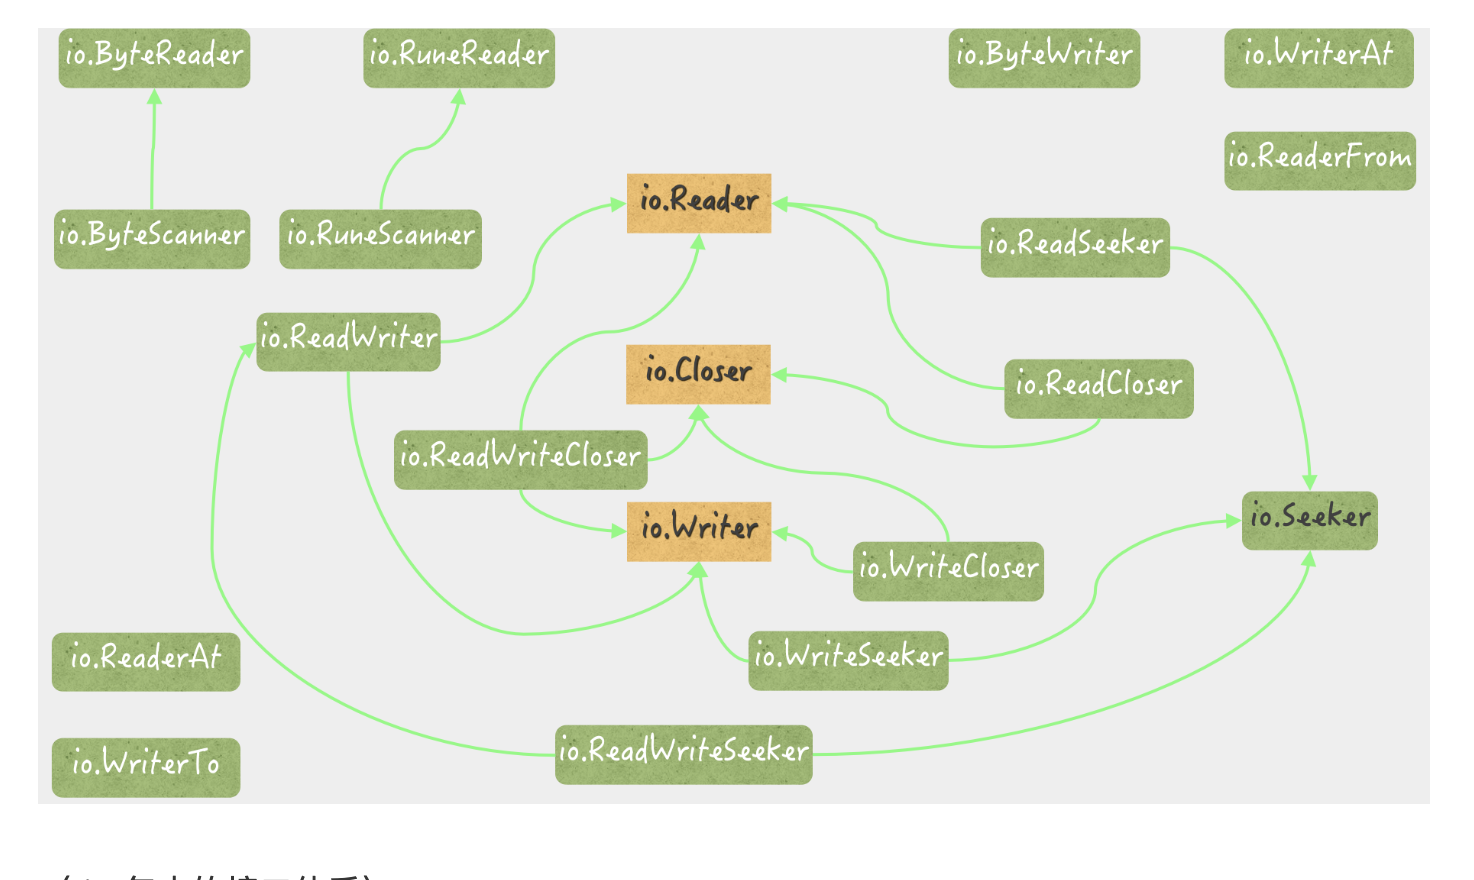 io.ByteReader
io.RuneReader
io.ByteWriter
io.WriterAt
io.ReaderFrom
io.Reader
io.ByteScanner
io.RuneScanner
io.ReadSeeker
io.ReadWriter
io.Closer
io.ReadCloser
io.ReadWriteCloser
io.Writer
io.Seeker
io.WriteCloser
io.ReaderAt
io.WriteSeeker
io.WriterTo
io.ReadWriteSeeker